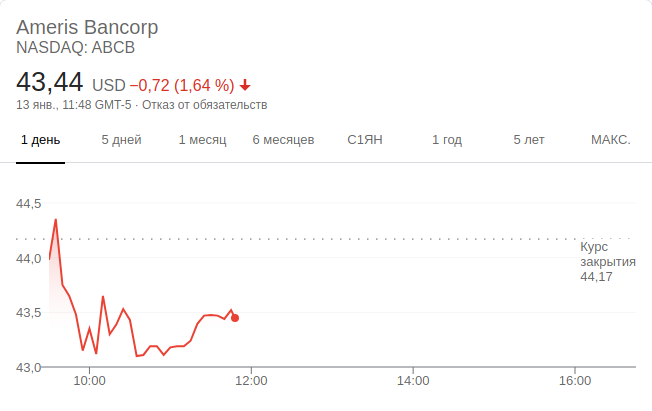 Ameris Bancorp
NASDAQ: ABCB
43,44 USD −0,72 (1,64 %)
13 янв., 11:48 GMT-5 · Отказ от обязательств
1 день 5 дней 1 месяц 6 месяцев С1ЯН 1 год 5 лет МАКС.
44,5
Курс
закрытия
44,17
44,0
43,5
43,0
10:00 12:00 14:00 16:00